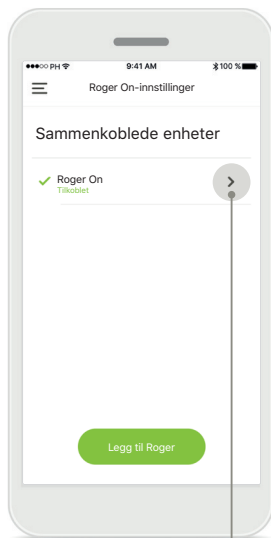 ●●●○○ PH 9:41 AM 100 %
Roger On-innstillinger
Sammenkoblede enheter
Roger On
Tilkoblet
Legg til Roger